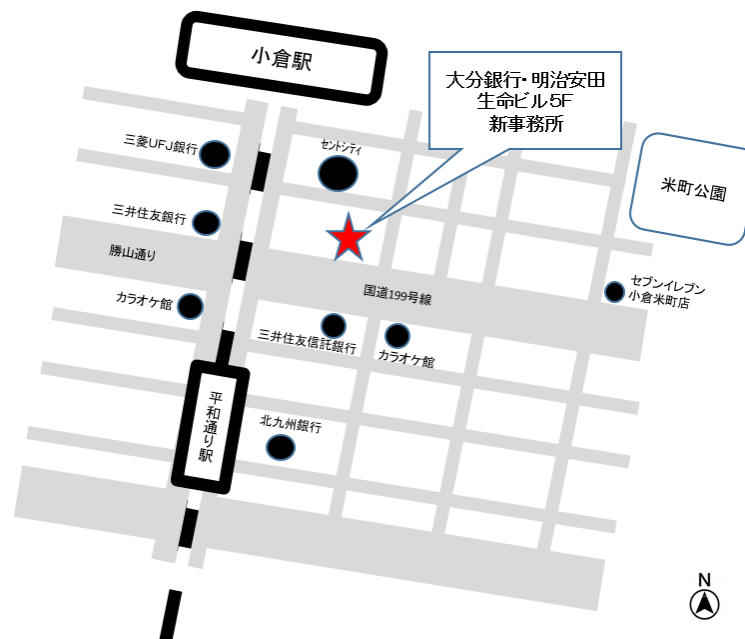 小倉駅
大分銀行・明治安田
生命ビル5F
新事務所
三菱UFJ銀行
セントシティ
米町公園
三井住友銀行
勝山通り
国道199号線
セブンイレブン
小倉米町店
カラオケ館
三井住友信託銀行
カラオケ館
平和通り駅
北九州銀行
N